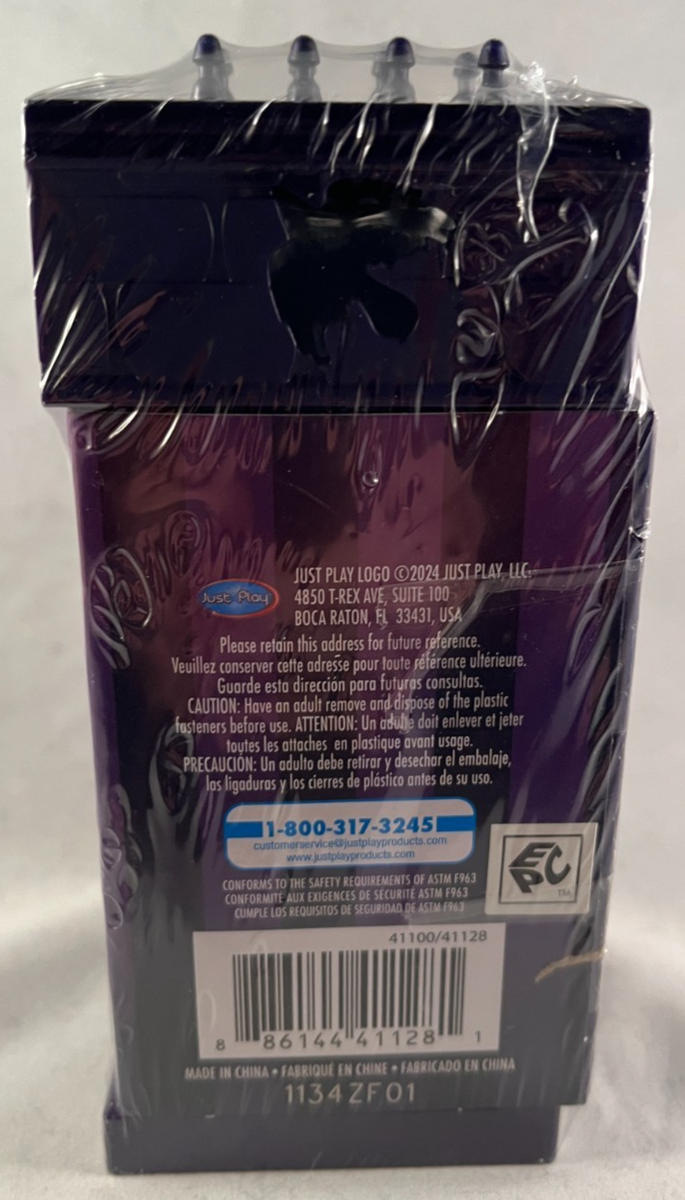 JUST PLAY LOGO ©2024 JUST PLAY, LLC.
Just Play
4850 T-REX AVE, SUITE 100
BOCA RATON, FL 33431, USA
Please retain this address for future reference.
Veuillez conserver cette adresse pour toute référence ultérieure.
Guarde esta dirección para futuras consultas.
CAUTION: Have an adult remove and dispose of the plastic
fasteners before use. ATTENTION: Un adulte doit enlever et jeter
toutes les attaches en plastique avant usage.
PRECAUCIÓN: Un adulto debe retirar y desechar el embalaje,
las ligaduras y los cierres de plástico antes de su uso.
1-800-317-3245
customerservice@justplayproducts.com
www.justplayproducts.com
EPC
TM
CONFORMS TO THE SAFETY REQUIREMENTS OF ASTM F963
CONFORMITÉ AUX EXIGENCES DE SÉCURITÉ ASTM F963
CUMPLE LOS REQUISITOS DE SEGURIDAD DE ASTM F963
41100/41128
8 86144 41128 1
MADE IN CHINA • FABRIQUÉ EN CHINE • FABRICADO EN CHINA
1134ZF01